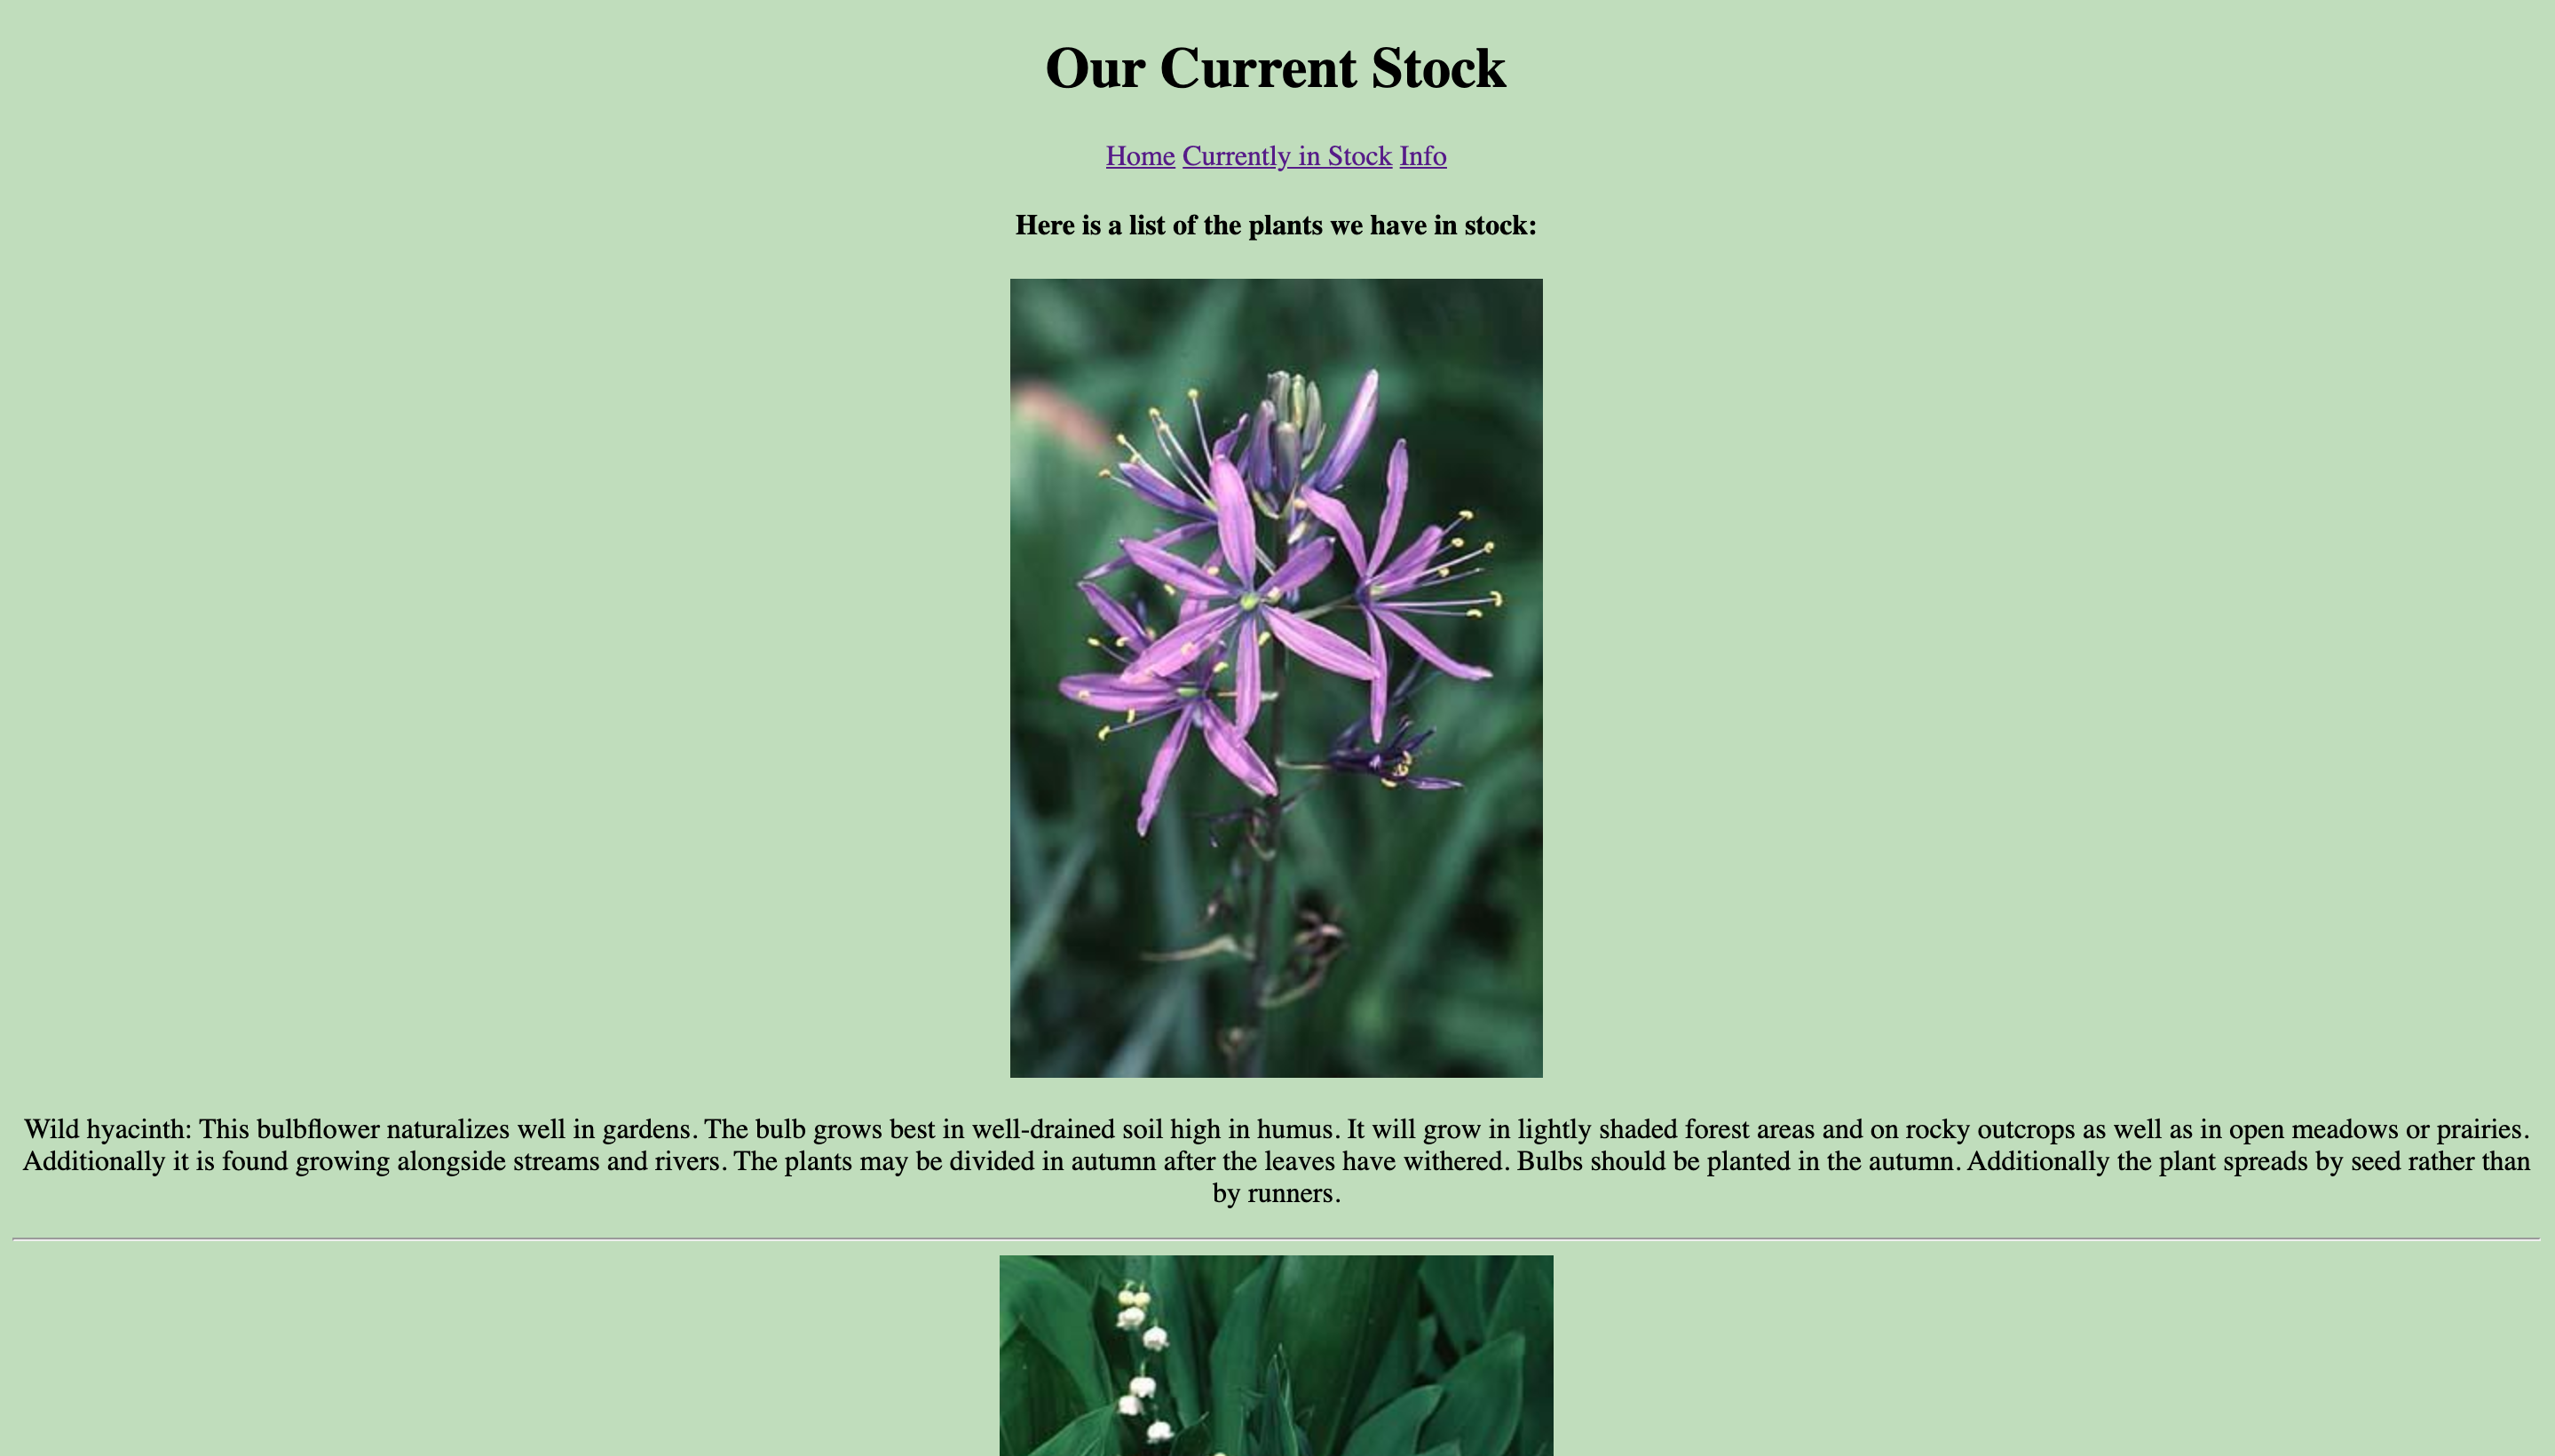 Our Current Stock
Home Currently in Stock Info
Here is a list of the plants we have in stock:
Wild hyacinth: This bulbflower naturalizes well in gardens. The bulb grows best in well-drained soil high in humus. It will grow in lightly shaded forest areas and on rocky outcrops as well as in open meadows or prairies.
Additionally it is found growing alongside streams and rivers. The plants may be divided in autumn after the leaves have withered. Bulbs should be planted in the autumn. Additionally the plant spreads by seed rather than
by runners.